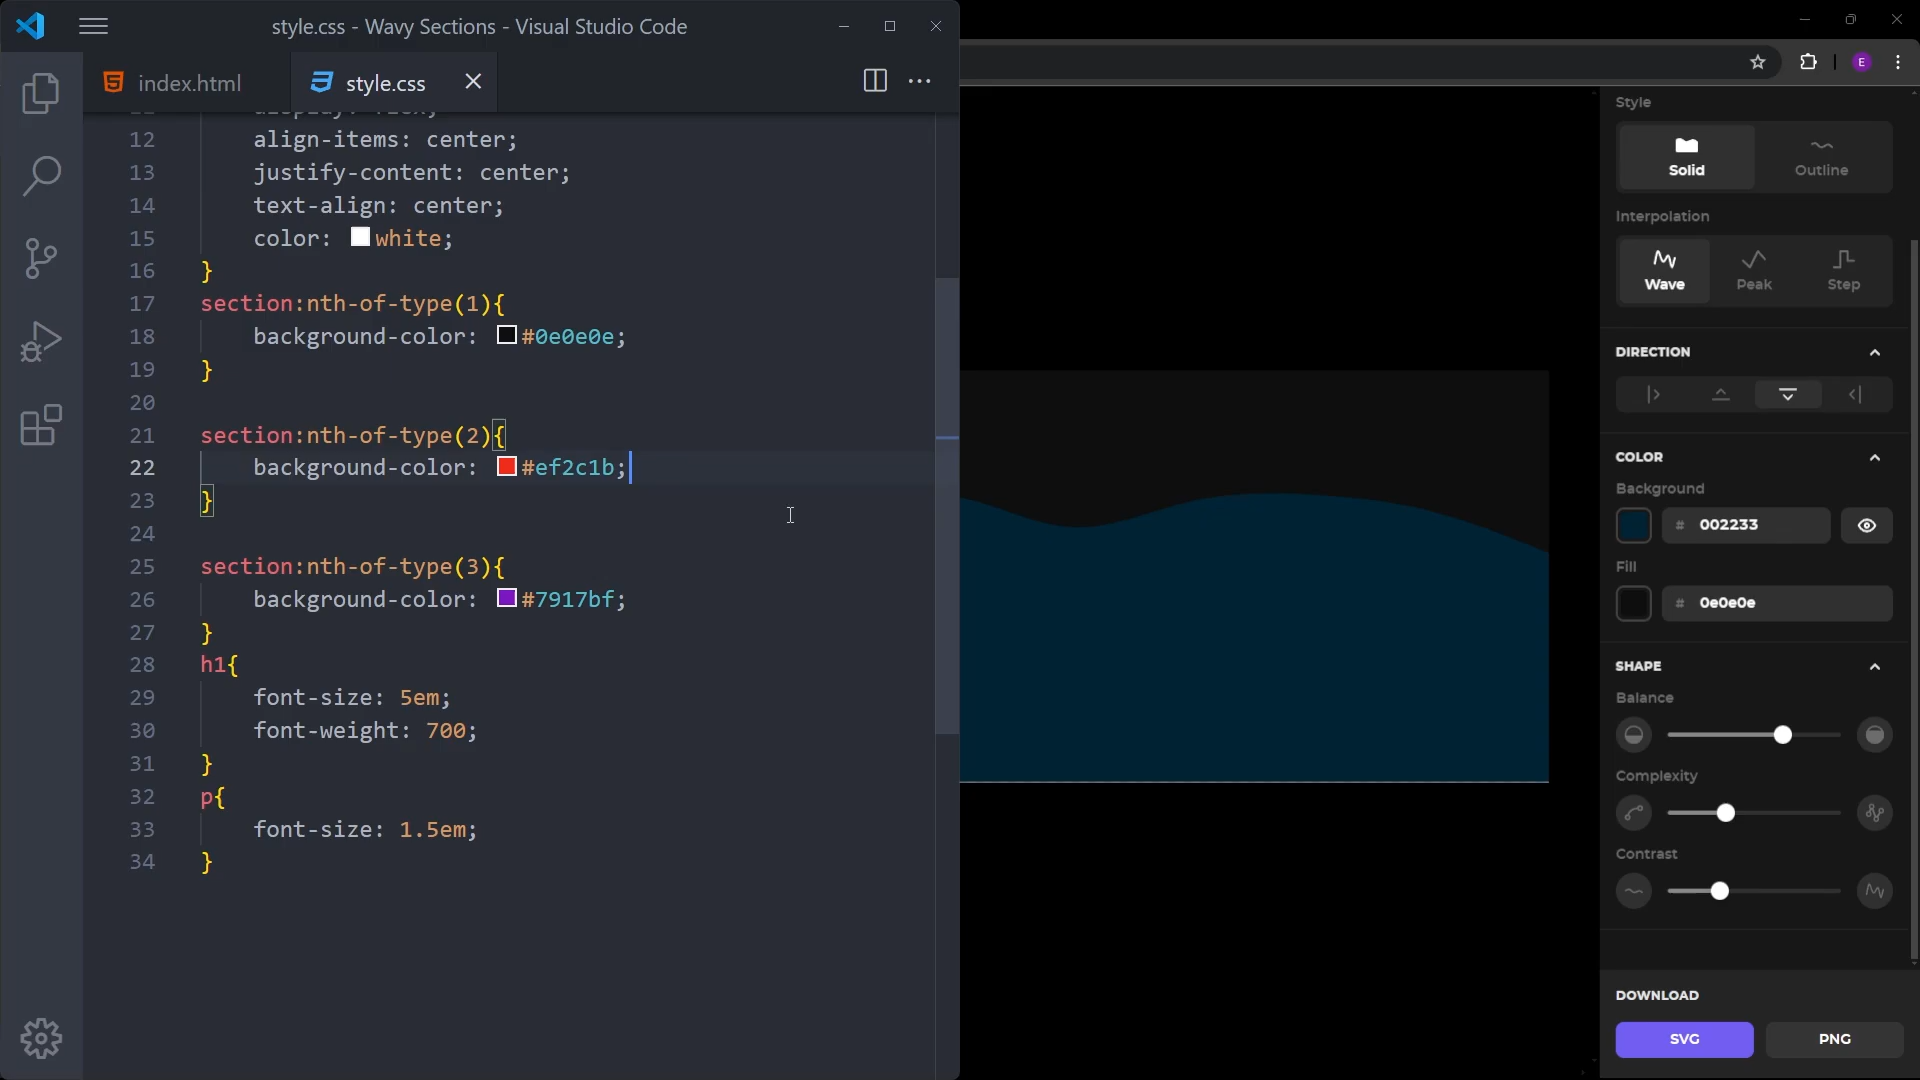 style.css - Wavy Sections - Visual Studio Code
index.html
style.css
12 align-items: center;
13 justify-content: center;
14 text-align: center;
15 color: white;
16 }
17 section:nth-of-type(1){
18 background-color: #0e0e0e;
19 }
20
21 section:nth-of-type(2){
22 background-color: #ef2c1b;
23 }
24
25 section:nth-of-type(3){
26 background-color: #7917bf;
27 }
28 h1{
29 font-size: 5em;
30 font-weight: 700;
31 }
32 p{
33 font-size: 1.5em;
34 }
E
Style
Solid
Outline
Interpolation
Wave
Peak
Step
DIRECTION
COLOR
Background
# 002233
Fill
# 0e0e0e
SHAPE
Balance
Complexity
Contrast
DOWNLOAD
SVG
PNG